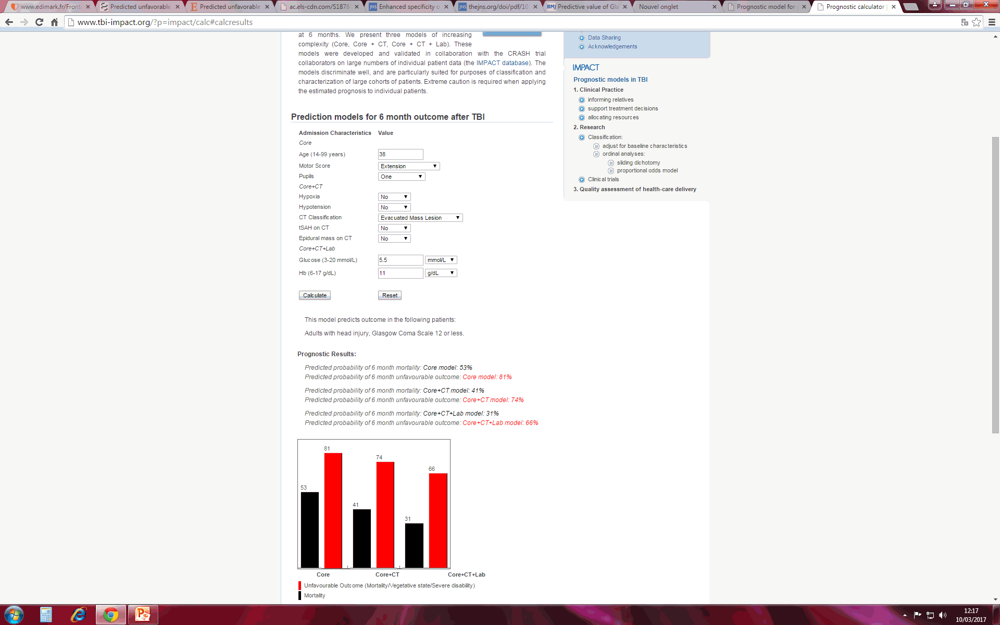 www.edimark.fr/Front
Predicted unfavorable
Predicted unfavorable
ac.els-cdn.com/S1878
JNS Enhanced specificity o
JNS thejns.org/doi/pdf/10
BMJ Predictive value of Gla
Nouvel onglet
Prognostic model for
Prognostic calculator
www.tbi-impact.org/?p=impact/calc#calcresults
at 6 months. We present three models of increasing
complexity (Core, Core + CT, Core + CT + Lab). These
models were developed and validated in collaboration with the CRASH trial
collaborators on large numbers of individual patient data (the IMPACT database). The
models discriminate well, and are particularly suited for purposes of classification and
characterization of large cohorts of patients. Extreme caution is required when applying
the estimated prognosis to individual patients.
Data Sharing
Acknowledgements
IMPACT
Prognostic models in TBI
1. Clinical Practice
informing relatives
support treatment decisions
allocating resources
2. Research
Classification:
adjust for baseline characteristics
ordinal analyses:
sliding dichotomy
proportional odds model
Clinical trials
3. Quality assessment of health-care delivery
Prediction models for 6 month outcome after TBI
Admission Characteristics Value
Core
Age (14-99 years) 38
Motor Score Extension
Pupils One
Core+CT
Hypoxia No
Hypotension No
CT Classification Evacuated Mass Lesion
tSAH on CT No
Epidural mass on CT No
Core+CT+Lab
Glucose (3-20 mmol/L) 5.5 mmol/L
Hb (6-17 g/dL) 11 g/dL
Calculate Reset
This model predicts outcome in the following patients:
Adults with head injury, Glasgow Coma Scale 12 or less.
Prognostic Results:
Predicted probability of 6 month mortality: Core model: 53%
Predicted probability of 6 month unfavourable outcome: Core model: 81%
Predicted probability of 6 month mortality: Core+CT model: 41%
Predicted probability of 6 month unfavourable outcome: Core+CT model: 74%
Predicted probability of 6 month mortality: Core+CT+Lab model: 31%
Predicted probability of 6 month unfavourable outcome: Core+CT+Lab model: 66%
53 81 41 74 31 66
Core Core+CT Core+CT+Lab
Unfavourable Outcome (Mortality/Vegetative state/Severe disability)
Mortality
12:17
10/03/2017